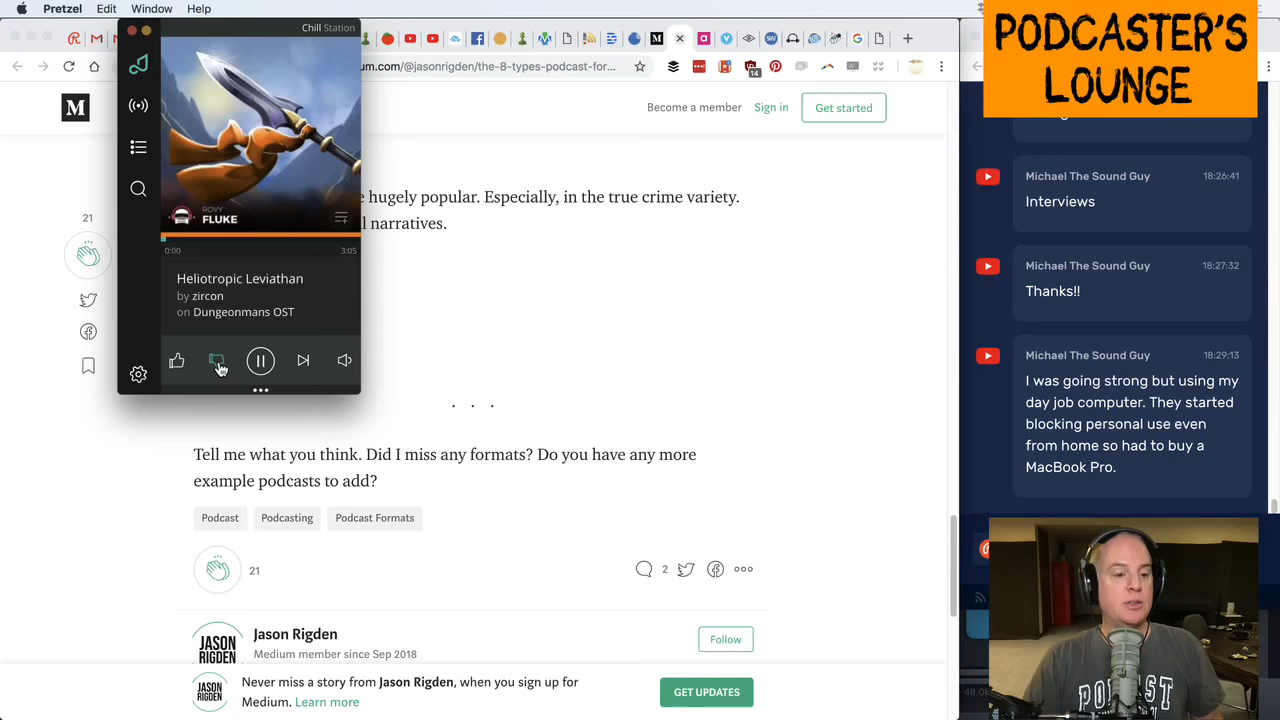 Pretzel Edit Window Help
PODCASTER'S
LOUNGE
Chill Station
um.com/@jasonrigden/the-8-types-podcast-for...
14
M
Become a member Sign in Get started
ROVY
FLUKE
0:00 3:05
Heliotropic Leviathan
by zircon
on Dungeonmans OST
21
e hugely popular. Especially, in the true crime variety.
l narratives.
. . .
Tell me what you think. Did I miss any formats? Do you have any more
example podcasts to add?
Podcast Podcasting Podcast Formats
21
2
JASON
RIGDEN
Jason Rigden
Medium member since Sep 2018
Follow
JASON
RIGDEN
Never miss a story from Jason Rigden, when you sign up for
Medium. Learn more
GET UPDATES
Michael The Sound Guy 18:26:41
Interviews
Michael The Sound Guy 18:27:32
Thanks!!
Michael The Sound Guy 18:29:13
I was going strong but using my
day job computer. They started
blocking personal use even
from home so had to buy a
MacBook Pro.
48.0k
PODCAST